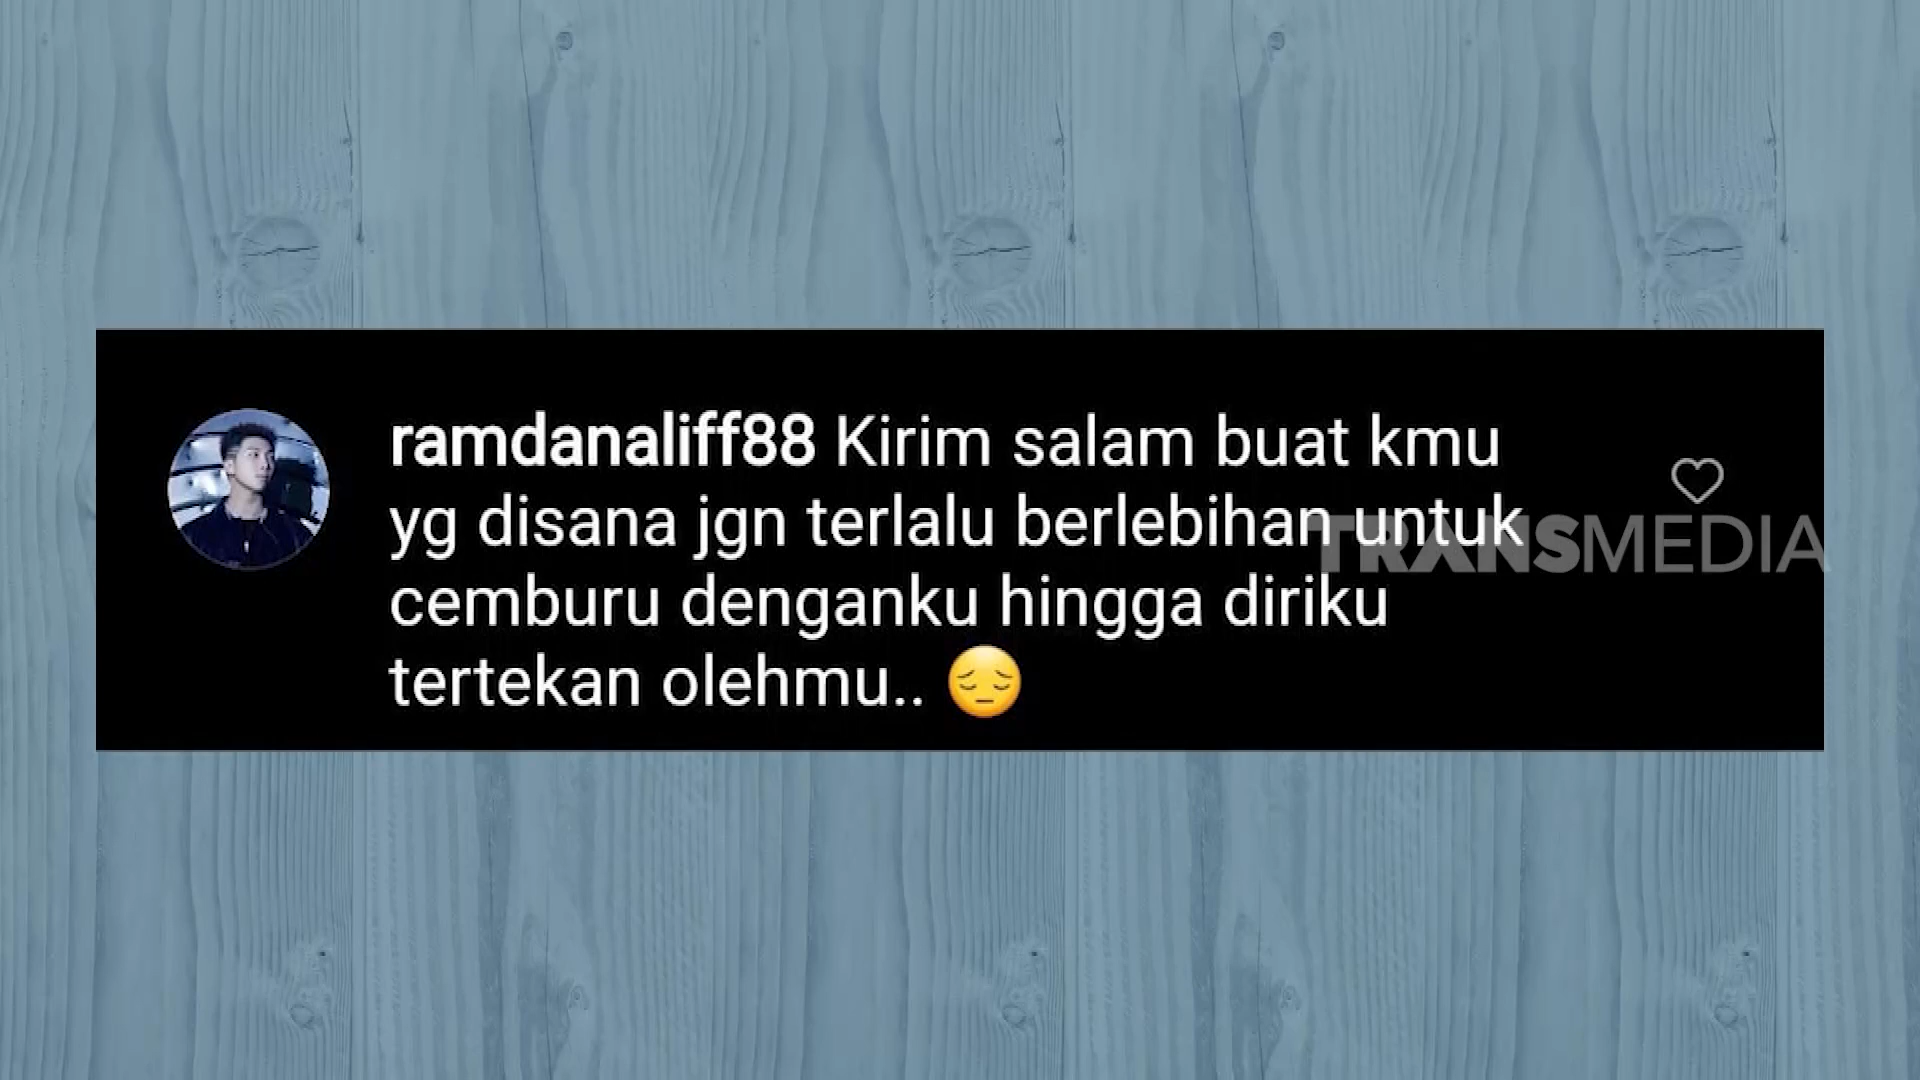 ramdanaliff88 Kirim salam buat kmu
yg disana jgn terlalu berlebihan untuk
cemburu denganku hingga diriku
tertekan olehmu.. 😔
TRANSMEDIA